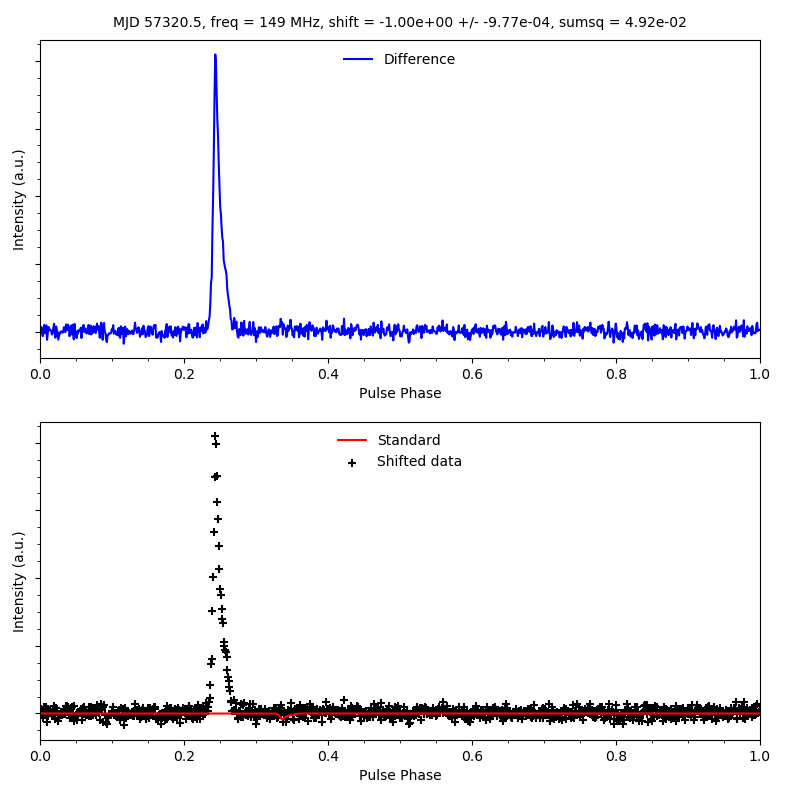 MJD 57320.5, freq = 149 MHz, shift = -1.00e+00 +/- -9.77e-04, sumsq = 4.92e-02
Difference
Intensity (a.u.)
0.0 0.2 0.4 0.6 0.8 1.0
Pulse Phase
Standard
Shifted data
Intensity (a.u.)
0.0 0.2 0.4 0.6 0.8 1.0
Pulse Phase